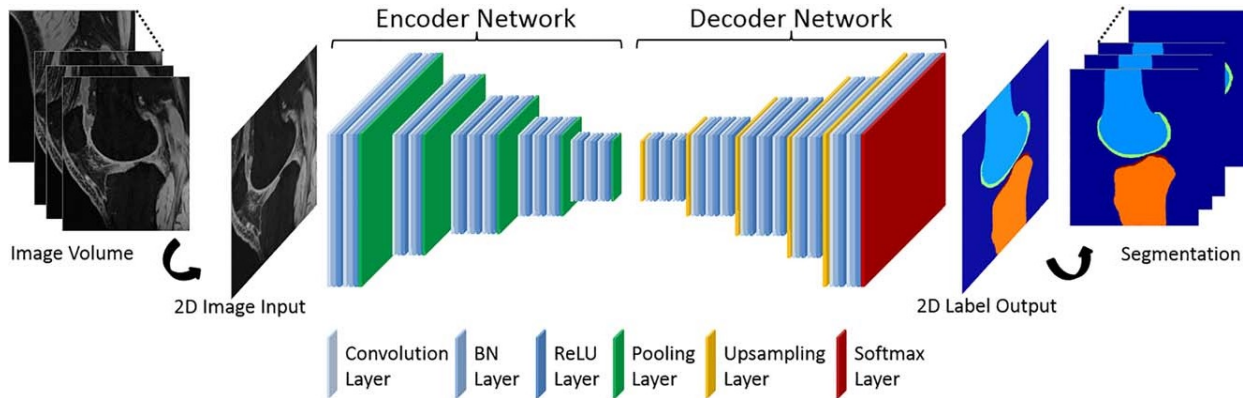 Encoder Network
Decoder Network
Image Volume
2D Image Input
2D Label Output
Segmentation
Convolution
Layer
BN
Layer
ReLU
Layer
Pooling
Layer
Upsampling
Layer
Softmax
Layer